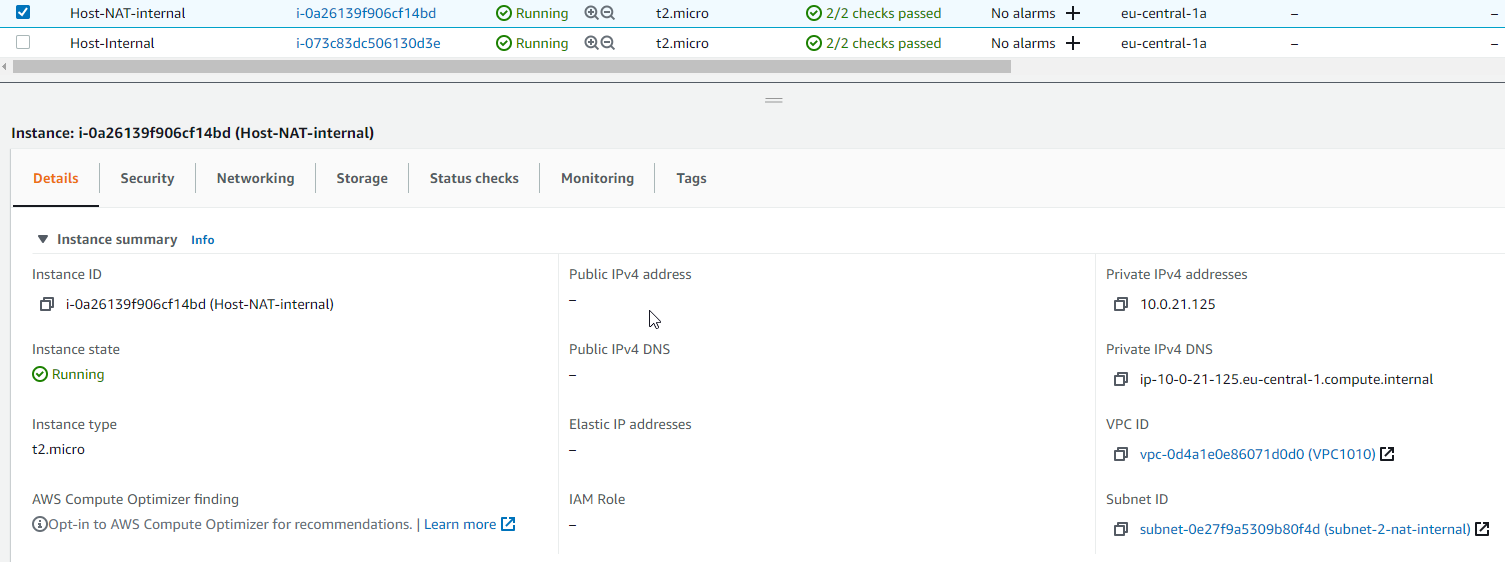 Host-NAT-internal i-0a26139f906cf14bd Running t2.micro 2/2 checks passed No alarms + eu-central-1a – –
Host-Internal i-073c83dc506130d3e Running t2.micro 2/2 checks passed No alarms + eu-central-1a – –
Instance: i-0a26139f906cf14bd (Host-NAT-internal)
Details Security Networking Storage Status checks Monitoring Tags
Instance summary Info
Instance ID Public IPv4 address Private IPv4 addresses
i-0a26139f906cf14bd (Host-NAT-internal) – 10.0.21.125
Instance state Public IPv4 DNS Private IPv4 DNS
Running – ip-10-0-21-125.eu-central-1.compute.internal
Instance type Elastic IP addresses VPC ID
t2.micro – vpc-0d4a1e0e86071d0d0 (VPC1010)
AWS Compute Optimizer finding IAM Role Subnet ID
Opt-in to AWS Compute Optimizer for recommendations. | Learn more – subnet-0e27f9a5309b80f4d (subnet-2-nat-internal)